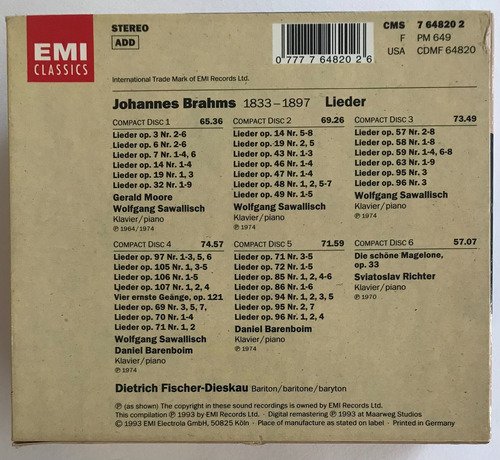 EMI
CLASSICS
STEREO
ADD
CMS 7 64820 2
F PM 649
USA CDMF 64820
0 777 7 64820 2 6
International Trade Mark of EMI Records Ltd.
Johannes Brahms 1833–1897 Lieder
COMPACT DISC 1 65.36
Lieder op. 3 Nr. 2-6
Lieder op. 6 Nr. 2-6
Lieder op. 7 Nr. 1-4, 6
Lieder op. 14 Nr. 1-4
Lieder op. 19 Nr. 1, 3
Lieder op. 32 Nr. 1-9
Gerald Moore
Wolfgang Sawallisch
Klavier/piano
℗ 1964/1974
COMPACT DISC 2 69.26
Lieder op. 14 Nr. 5-8
Lieder op. 19 Nr. 2, 5
Lieder op. 43 Nr. 1-3
Lieder op. 46 Nr. 1-4
Lieder op. 47 Nr. 1-4
Lieder op. 48 Nr. 1, 2, 5-7
Lieder op. 49 Nr. 1-5
Wolfgang Sawallisch
Klavier/piano
℗ 1974
COMPACT DISC 3 73.49
Lieder op. 57 Nr. 2-8
Lieder op. 58 Nr. 1-8
Lieder op. 59 Nr. 1-4, 6-8
Lieder op. 63 Nr. 1-9
Lieder op. 95 Nr. 3
Lieder op. 96 Nr. 3
Wolfgang Sawallisch
Klavier/piano
℗ 1974
COMPACT DISC 4 74.57
Lieder op. 97 Nr. 1-3, 5, 6
Lieder op. 105 Nr. 1, 3-5
Lieder op. 106 Nr. 1-5
Lieder op. 107 Nr. 1, 2, 4
Vier ernste Geänge, op. 121
Lieder op. 69 Nr. 3, 5, 7,
Lieder op. 70 Nr. 1-4
Lieder op. 71 Nr. 1, 2
Wolfgang Sawallisch
Daniel Barenboim
Klavier/piano
℗ 1974
COMPACT DISC 5 71.59
Lieder op. 71 Nr. 3-5
Lieder op. 72 Nr. 1-5
Lieder op. 85 Nr. 1, 2, 4-6
Lieder op. 86 Nr. 1-6
Lieder op. 94 Nr. 1, 2, 3, 5
Lieder op. 95 Nr. 2, 7
Lieder op. 96 Nr. 1, 2, 4
Daniel Barenboim
Klavier/piano
℗ 1974
COMPACT DISC 6 57.07
Die schöne Magelone,
op. 33
Sviatoslav Richter
Klavier/piano
℗ 1970
Dietrich Fischer-Dieskau Bariton/baritone/baryton
℗ (as shown) The copyright in these sound recordings is owned by EMI Records Ltd.
This compilation ℗ 1993 by EMI Records Ltd. Digital remastering ℗ 1993 at Maarweg Studios
© 1993 EMI Electrola GmbH, 50825 Köln · Place of manufacture as stated on label · Printed in Germany